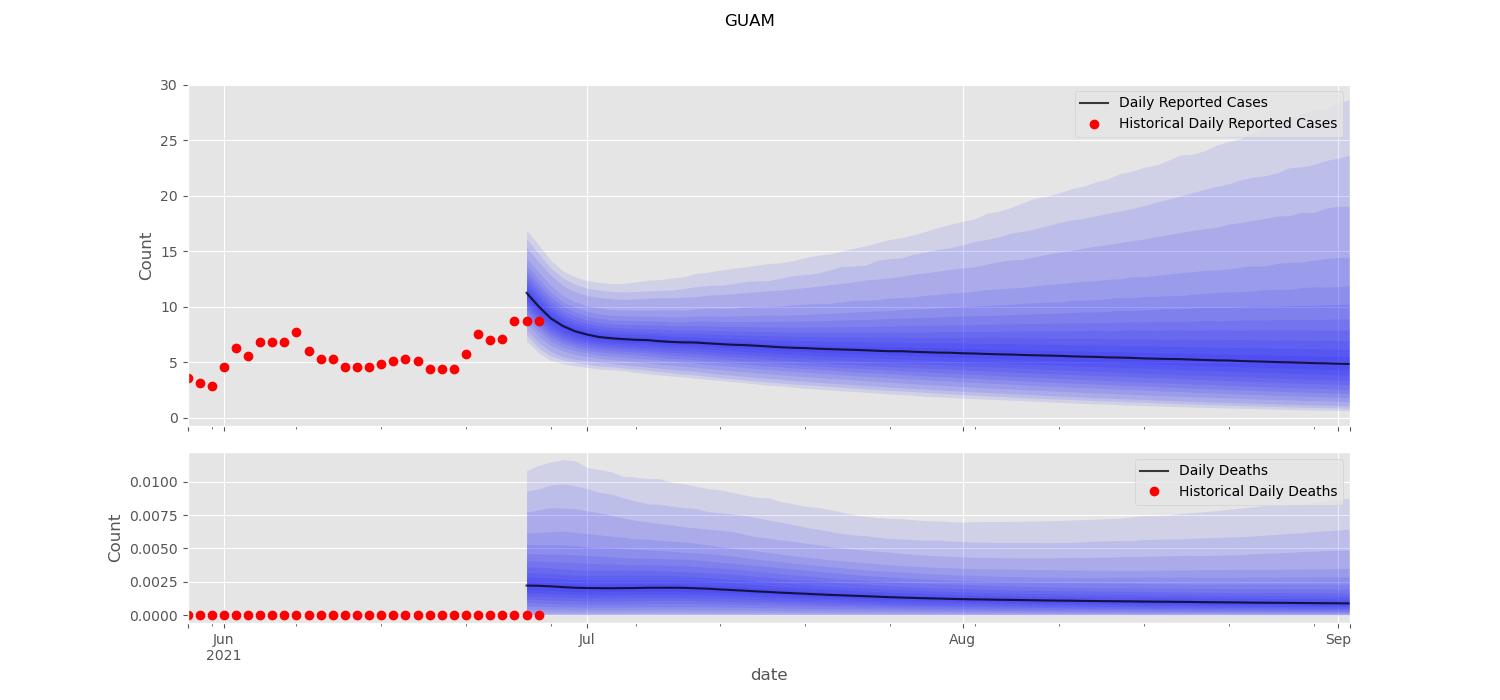 GUAM
30
25
20
15
10
5
0
Count
Daily Reported Cases
Historical Daily Reported Cases
0.0100
0.0075
0.0050
0.0025
0.0000
Count
Daily Deaths
Historical Daily Deaths
Jun
2021
Jul
Aug
Sep
date